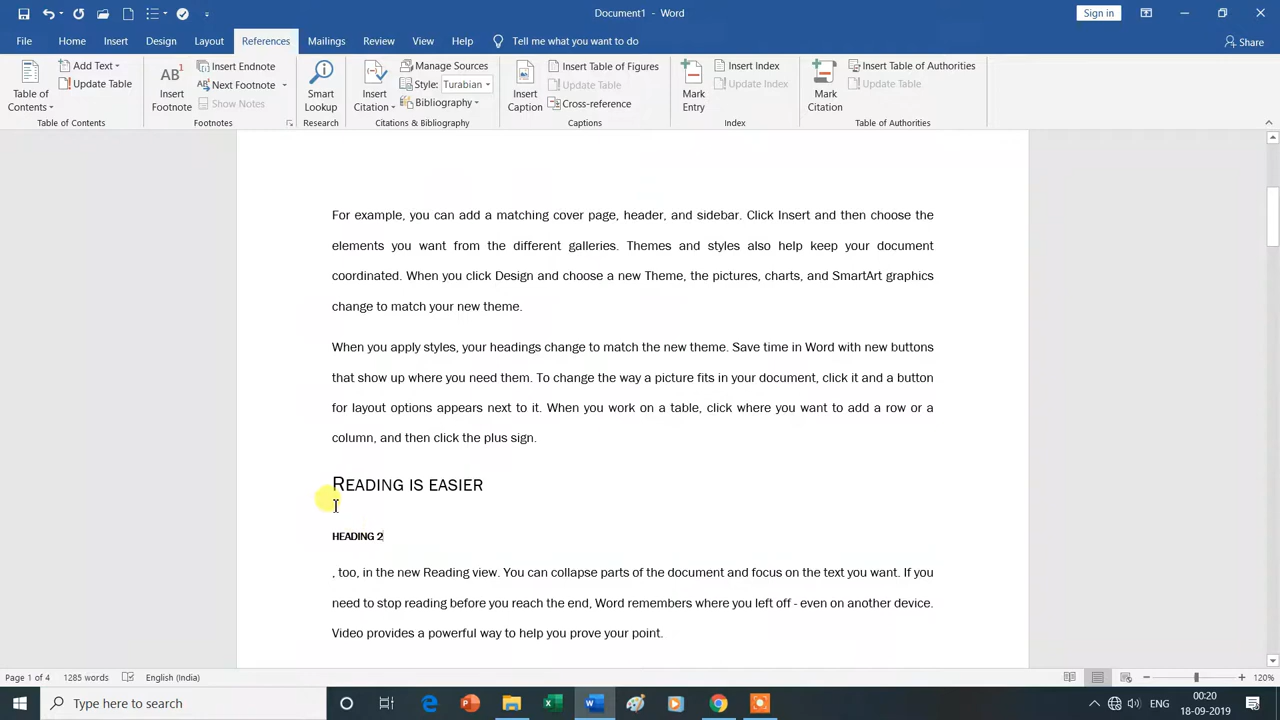 Document1 - Word
Sign in
File Home Insert Design Layout References Mailings Review View Help Tell me what you want to do Share
Table of Contents
Add Text
Update Table
Table of Contents
AB1
Insert Footnote
Insert Endnote
Next Footnote
Show Notes
Footnotes
Smart Lookup
Research
Insert Citation
Manage Sources
Style: Turabian
Bibliography
Citations & Bibliography
Insert Caption
Insert Table of Figures
Update Table
Cross-reference
Captions
Mark Entry
Insert Index
Update Index
Index
Mark Citation
Insert Table of Authorities
Update Table
Table of Authorities
For example, you can add a matching cover page, header, and sidebar. Click Insert and then choose the
elements you want from the different galleries. Themes and styles also help keep your document
coordinated. When you click Design and choose a new Theme, the pictures, charts, and SmartArt graphics
change to match your new theme.
When you apply styles, your headings change to match the new theme. Save time in Word with new buttons
that show up where you need them. To change the way a picture fits in your document, click it and a button
for layout options appears next to it. When you work on a table, click where you want to add a row or a
column, and then click the plus sign.
READING IS EASIER
HEADING 2
, too, in the new Reading view. You can collapse parts of the document and focus on the text you want. If you
need to stop reading before you reach the end, Word remembers where you left off - even on another device.
Video provides a powerful way to help you prove your point.
Page 1 of 4 1285 words English (India) 120%
Type here to search
ENG
00:20
18-09-2019